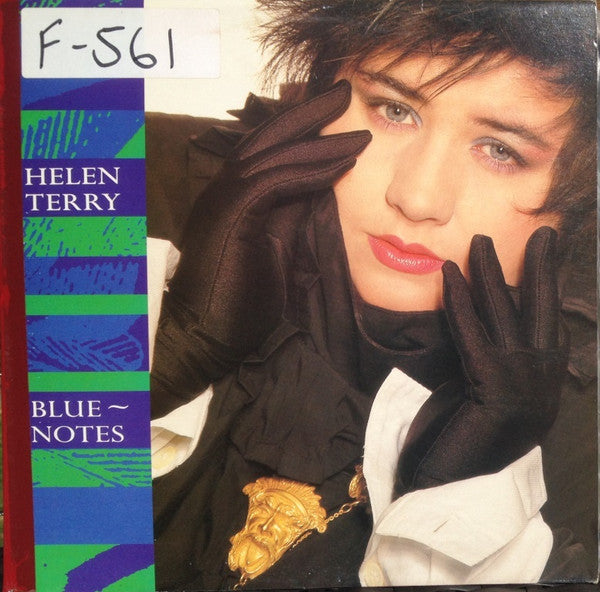 F-561
HELEN
TERRY
BLUE~
NOTES